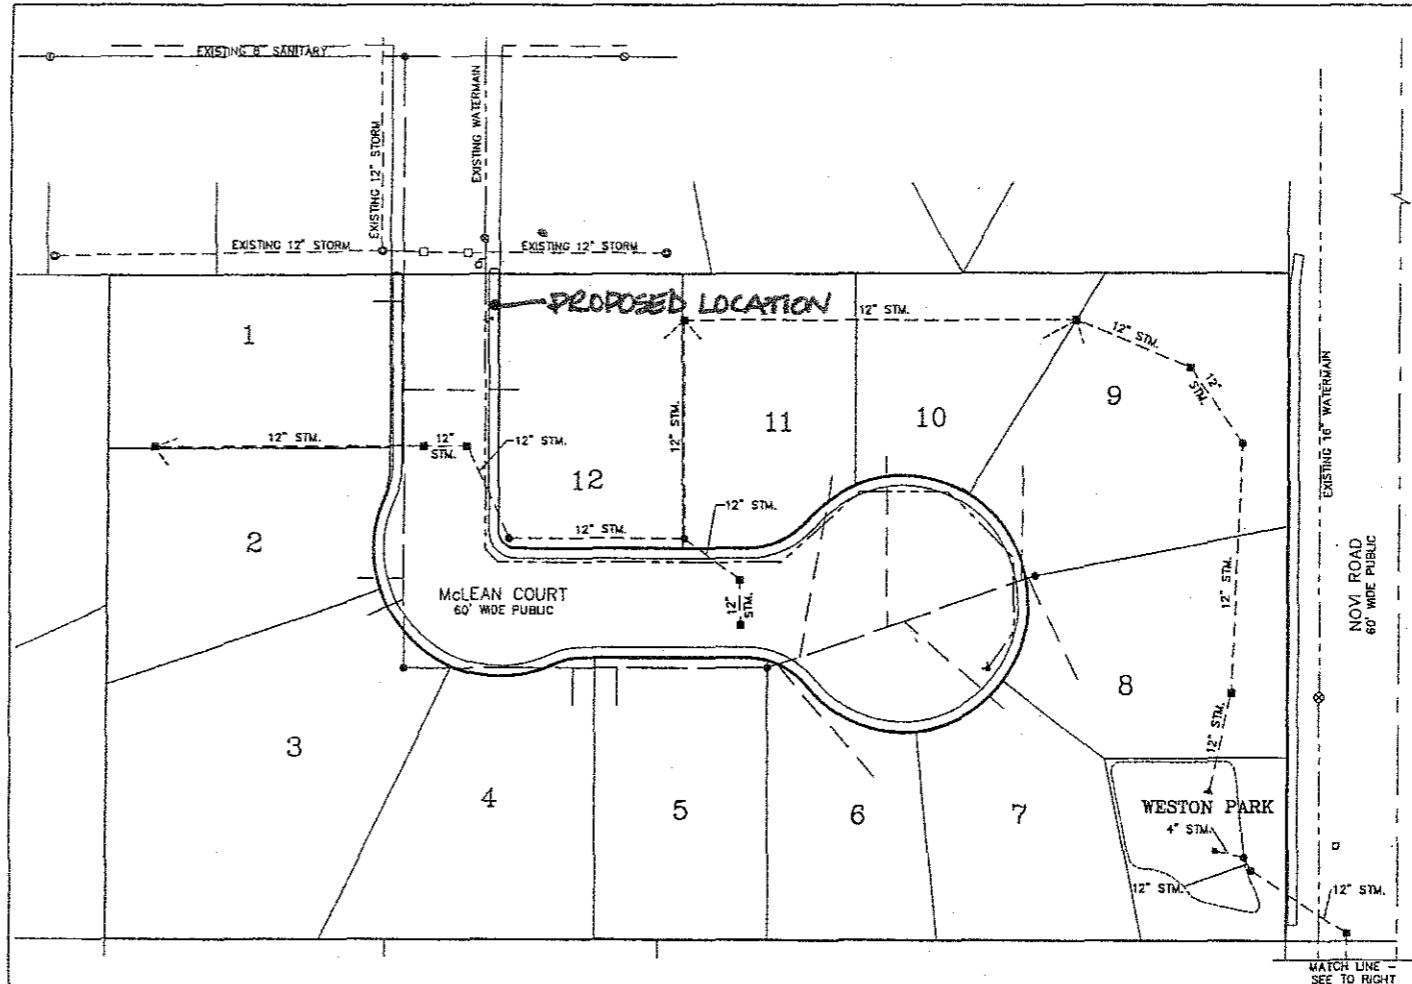 EXISTING 8" SANITARY
EXISTING 12" STORM
EXISTING WATERMAIN
EXISTING 12" STORM
EXISTING 12" STORM
PROPOSED LOCATION
12" STM.
1
12" STM.
12"
STM.
11
10
9
EXISTING 16" WATERMAIN
12" STM.
12"
STM.
12" STM.
12" STM.
12
12" STM.
12" STM.
2
McLEAN COURT
60' WIDE PUBLIC
12"
STM.
12" STM.
NOVI ROAD
60' WIDE PUBLIC
8
3
12" STM.
4
5
6
7
WESTON PARK
4" STM.
12" STM.
12" STM.
MATCH LINE -
SEE TO RIGHT